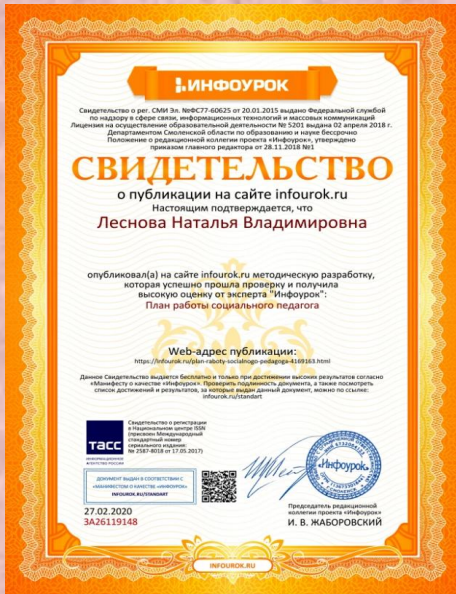 ИНФОУРОК
Свидетельство о рег. СМИ Эл. №ФС77-60625 от 20.01.2015 выдано Федеральной службой
по надзору в сфере связи, информационных технологий и массовых коммуникаций
Лицензия на осуществление образовательной деятельности № 5201 выдана 02 апреля 2018 г.
Департаментом Смоленской области по образованию и науке бессрочно
Положение о редакционной коллегии проекта «Инфоурок», утверждено
приказом главного редактора от 28.11.2018 №1
СВИДЕТЕЛЬСТВО
о публикации на сайте infourok.ru
Настоящим подтверждается, что
Леснова Наталья Владимировна
опубликовал(а) на сайте infourok.ru методическую разработку,
которая успешно прошла проверку и получила
высокую оценку от эксперта "Инфоурок":
План работы социального педагога
Web-адрес публикации:
https://infourok.ru/plan-raboty-socialnogo-pedagoga-4169163.html
Данное Свидетельство выдается бесплатно и только при достижении высоких результатов согласно
«Манифесту о качестве «Инфоурок». Проверить подлинность документа, а также посмотреть
список достижений и результатов, за которые выдан данный документ, можно по ссылке:
infourok.ru/standart
Свидетельство о регистрации
в Национальном центре ISSN
(присвоен Международный
стандартный номер
сериального издания:
№ 2587-8018 от 17.05.2017)
ТАСС
ИНФОРМАЦИОННОЕ
АГЕНТСТВО РОССИИ
ДОКУМЕНТ ВЫДАН В СООТВЕТСТВИИ С
«МАНИФЕСТОМ О КАЧЕСТВЕ «ИНФОУРОК»
INFOUROK.RU/STANDART
«Инфоурок»
27.02.2020
ЗА26119148
Председатель редакционной
коллегии проекта «Инфоурок»
И. В. ЖАБОРОВСКИЙ
INFOUROK.RU